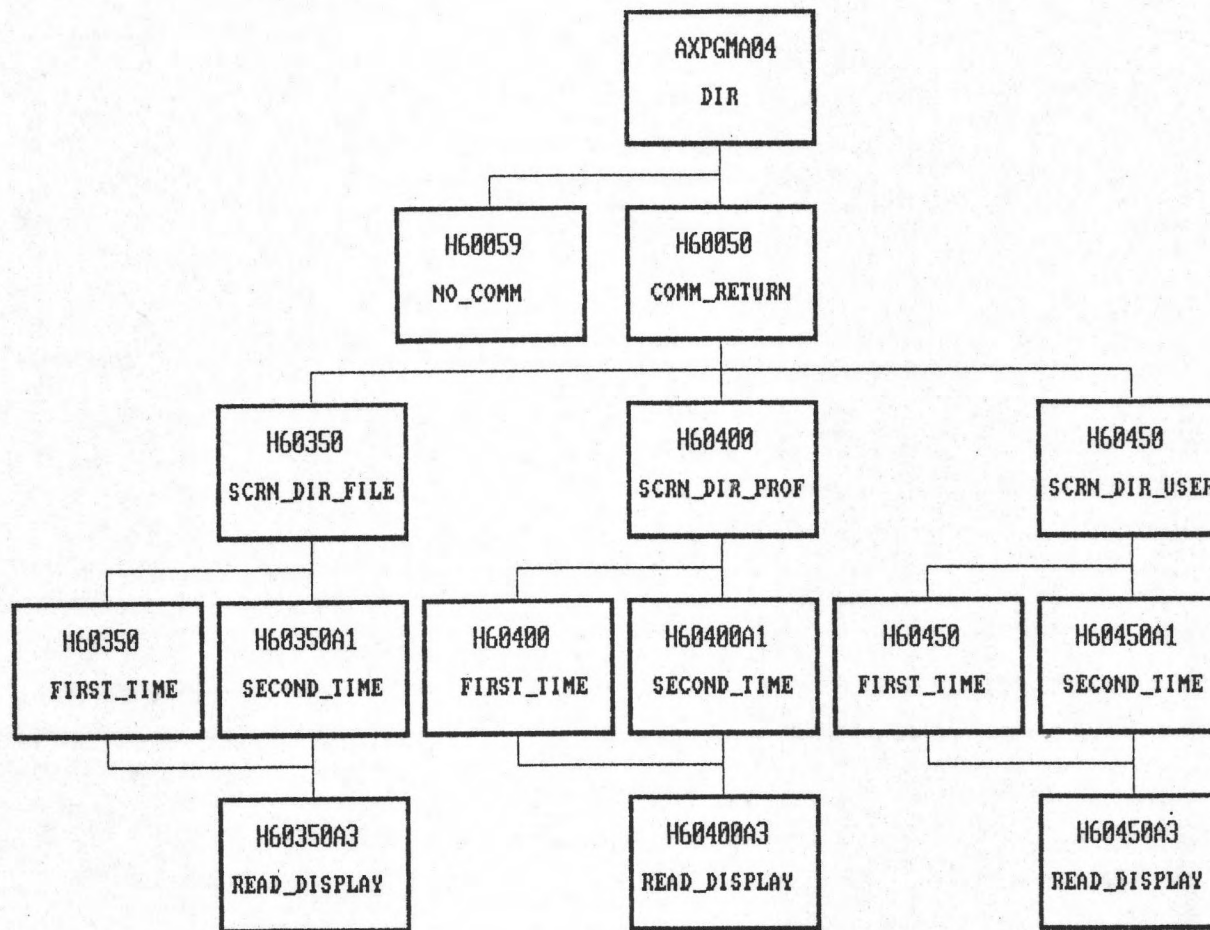 AXPGMA04
DIR
H60059
NO_COMM
H60050
COMM_RETURN
H60350
SCRN_DIR_FILE
H60400
SCRN_DIR_PROF
H60450
SCRN_DIR_USER
H60350
FIRST_TIME
H60350A1
SECOND_TIME
H60400
FIRST_TIME
H60400A1
SECOND_TIME
H60450
FIRST_TIME
H60450A1
SECOND_TIME
H60350A3
READ_DISPLAY
H60400A3
READ_DISPLAY
H60450A3
READ_DISPLAY